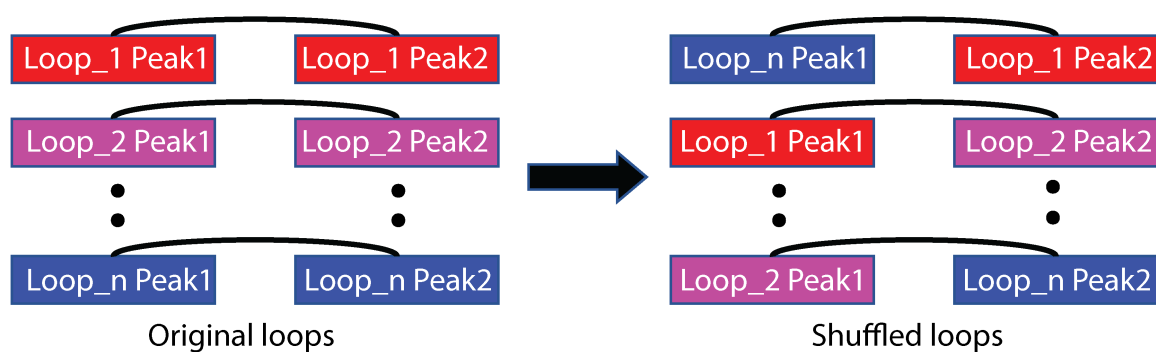 Loop_1 Peak1 Loop_1 Peak2 Loop_n Peak1 Loop_1 Peak2
Loop_2 Peak1 Loop_2 Peak2 Loop_1 Peak1 Loop_2 Peak2
Loop_n Peak1 Loop_n Peak2 Loop_2 Peak1 Loop_n Peak2
Original loops Shuffled loops